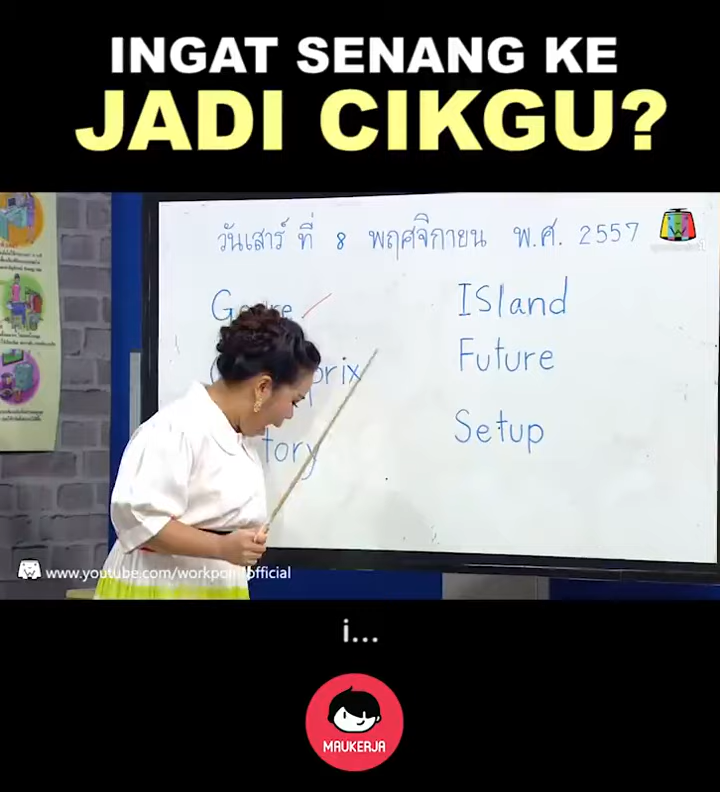 INGAT SENANG KE
JADI CIKGU?
วันเสาร์ ที่ 8 พฤศจิกายน พ.ศ. 2557
ISland
Future
Setup
www.youtube.com/workpointofficial
i...
MAUKERJA